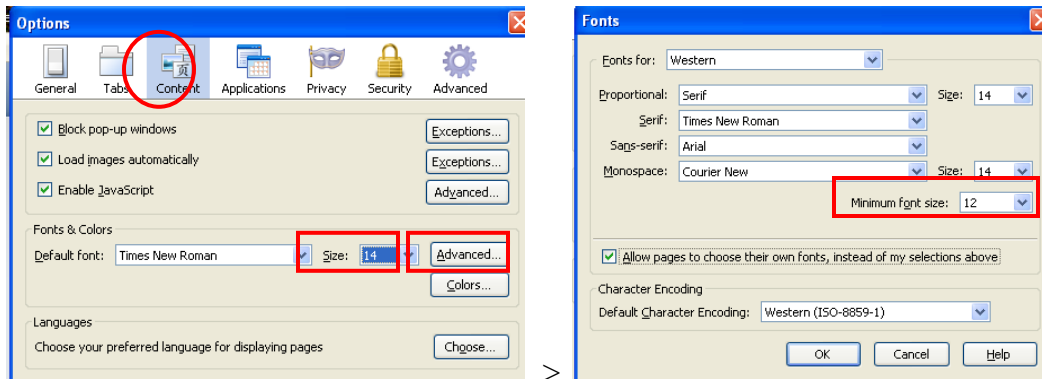 Options
General Tabs Content Applications Privacy Security Advanced
Block pop-up windows Exceptions...
Load images automatically Exceptions...
Enable JavaScript Advanced...
Fonts & Colors
Default font: Times New Roman Size: 14 Advanced...
Colors...
Languages
Choose your preferred language for displaying pages Choose...
>
Fonts
Fonts for: Western
Proportional: Serif Size: 14
Serif: Times New Roman
Sans-serif: Arial
Monospace: Courier New Size: 14
Minimum font size: 12
Allow pages to choose their own fonts, instead of my selections above
Character Encoding
Default Character Encoding: Western (ISO-8859-1)
OK Cancel Help